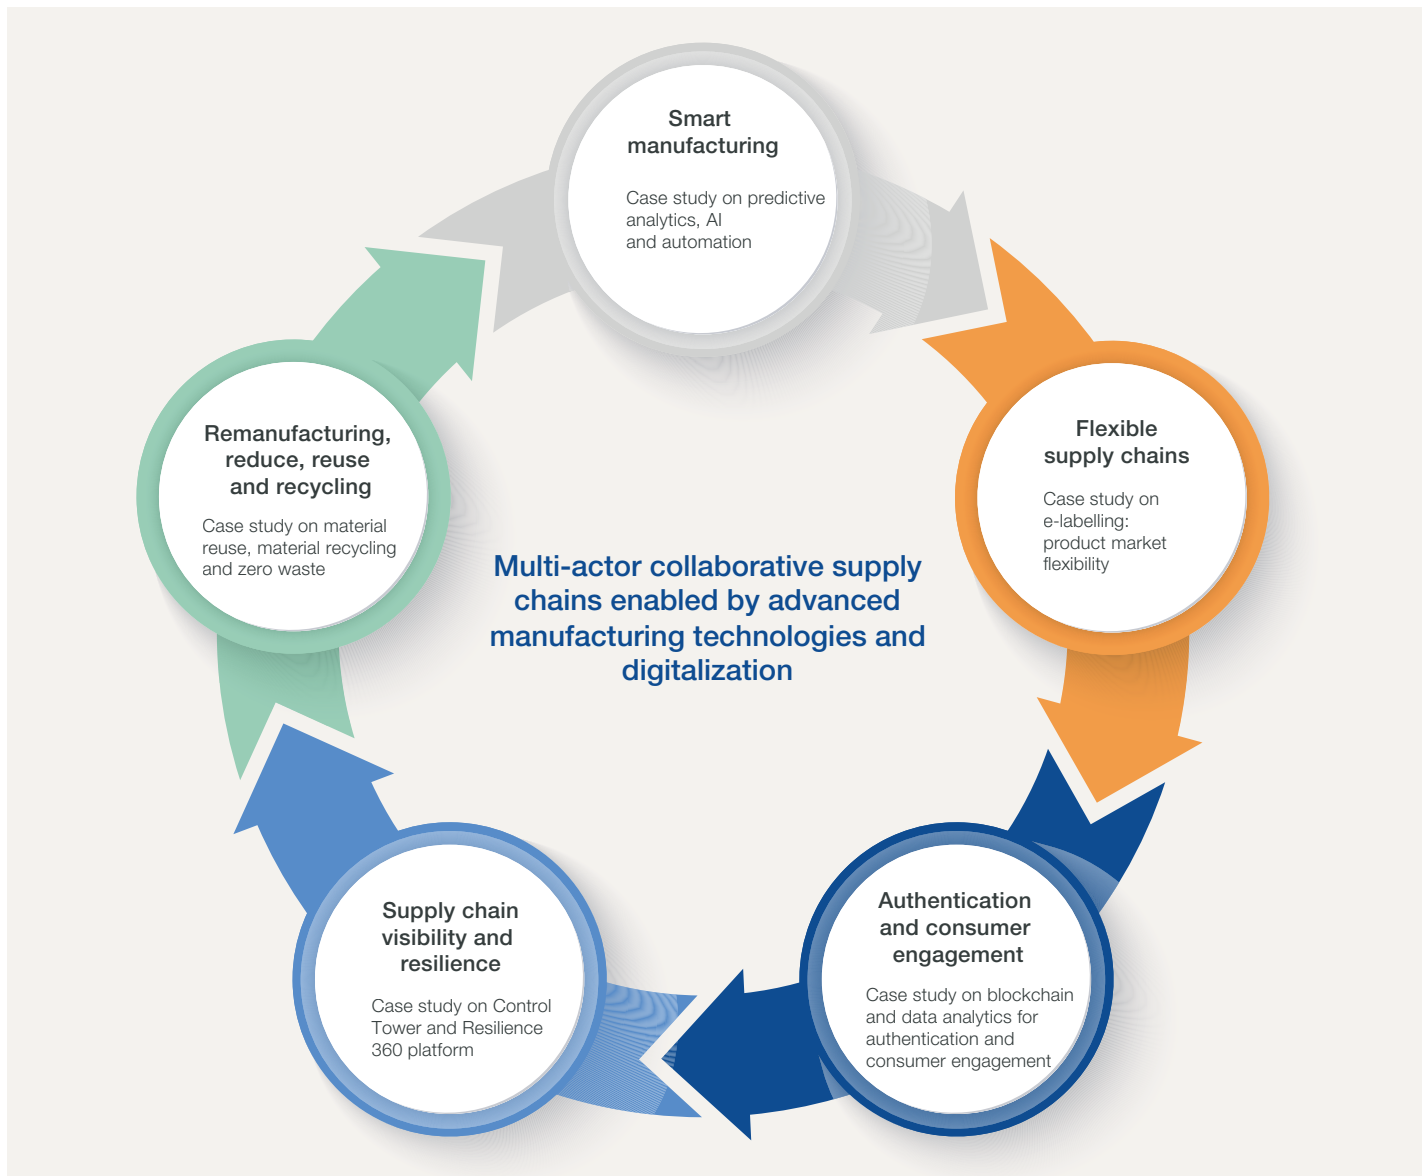 Smart
manufacturing
Case study on predictive
analytics, AI
and automation
Flexible
supply chains
Case study on
e-labelling:
product market
flexibility
Authentication
and consumer
engagement
Case study on blockchain
and data analytics for
authentication and
consumer engagement
Supply chain
visibility and
resilience
Case study on Control
Tower and Resilience
360 platform
Remanufacturing,
reduce, reuse
and recycling
Case study on material
reuse, material recycling
and zero waste
Multi-actor collaborative supply
chains enabled by advanced
manufacturing technologies and
digitalization